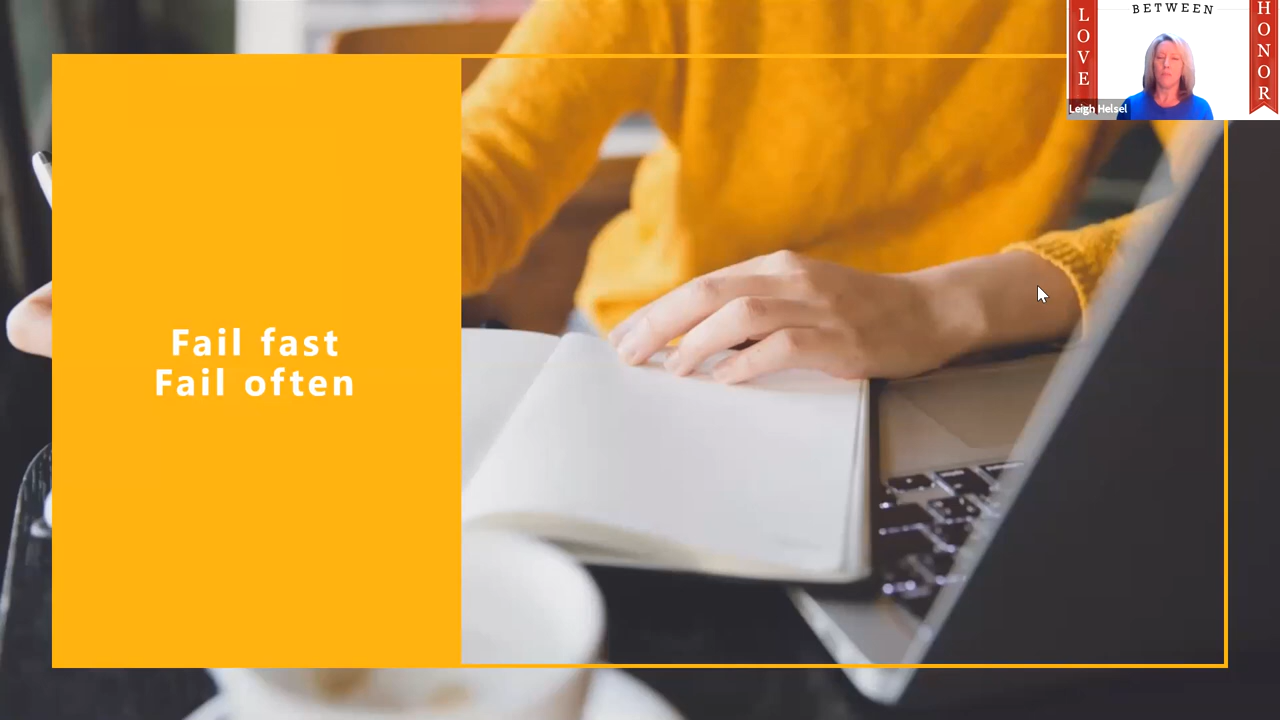 Fail fast
Fail often
BETWEEN
LOVE
HONOR
Leigh Helsel